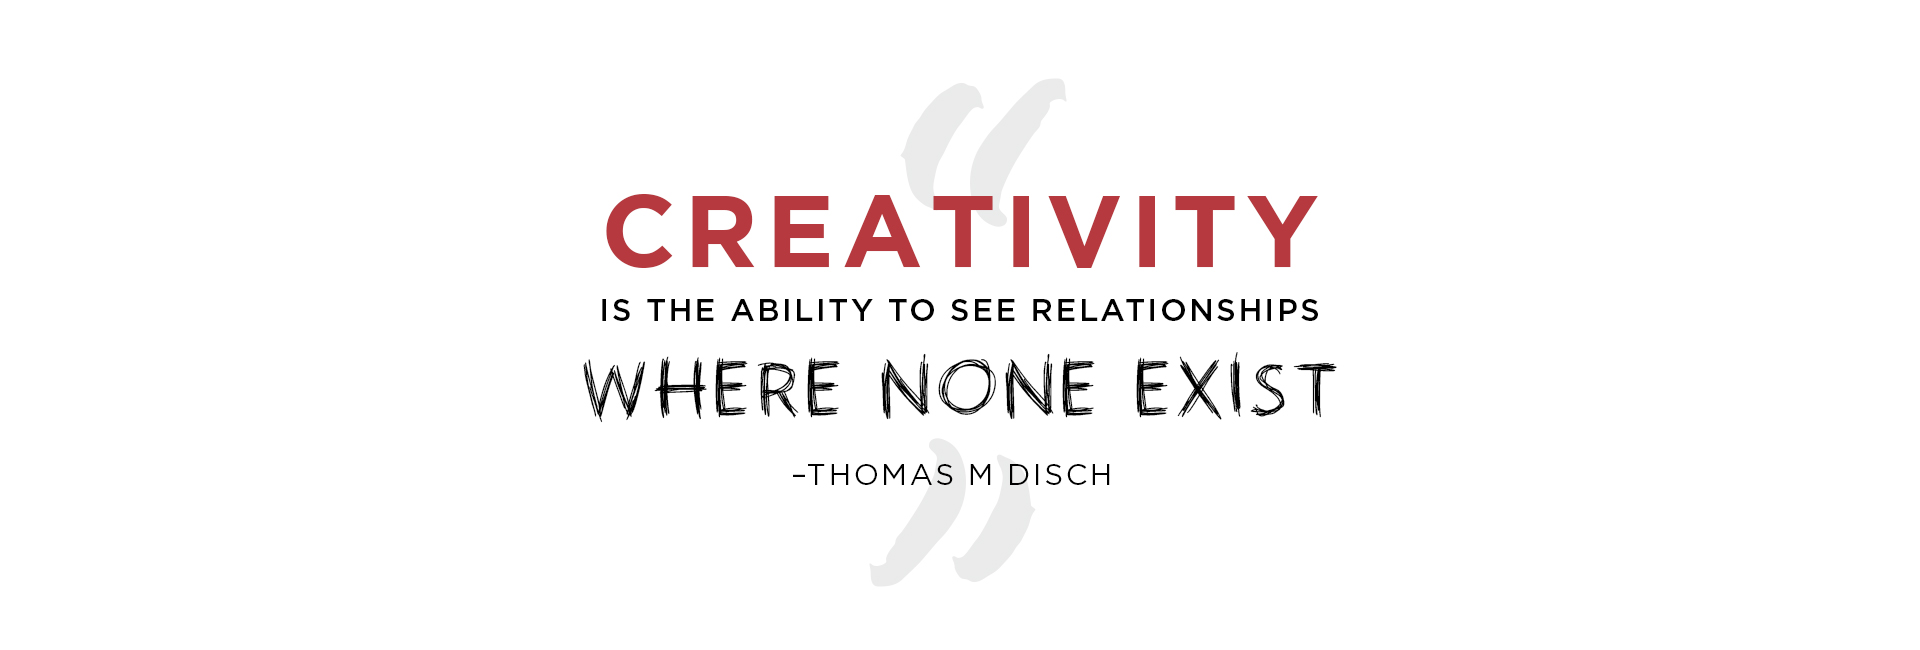 CREATIVITY
IS THE ABILITY TO SEE RELATIONSHIPS
WHERE NONE EXIST
–THOMAS M DISCH